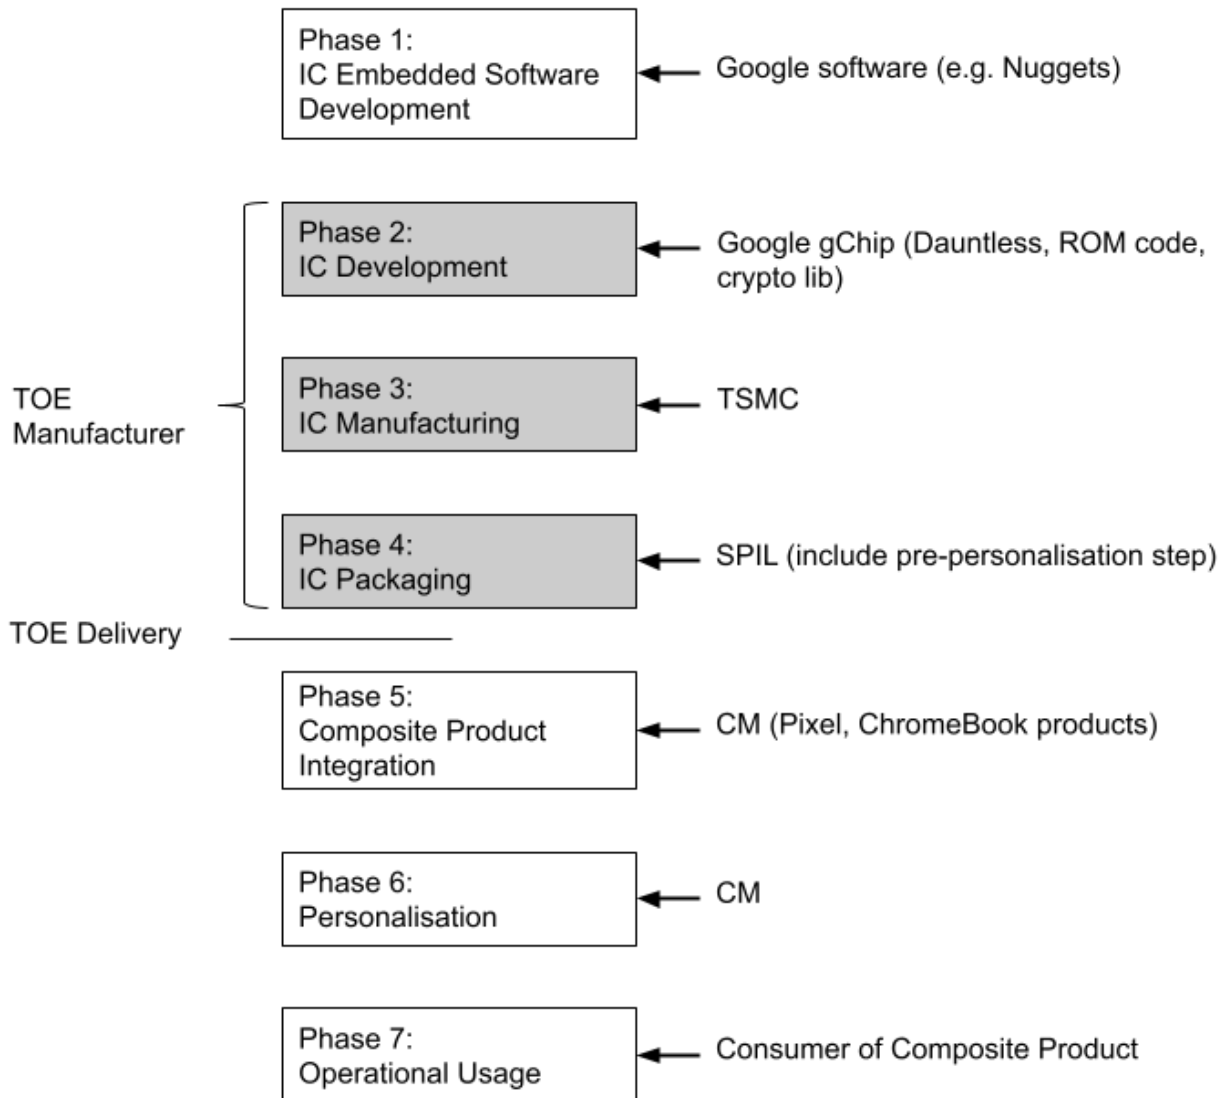 Phase 1:
IC Embedded Software
Development
Google software (e.g. Nuggets)
Phase 2:
IC Development
Google gChip (Dauntless, ROM code,
crypto lib)
TOE
Manufacturer
Phase 3:
IC Manufacturing
TSMC
Phase 4:
IC Packaging
SPIL (include pre-personalisation step)
TOE Delivery
Phase 5:
Composite Product
Integration
CM (Pixel, ChromeBook products)
Phase 6:
Personalisation
CM
Phase 7:
Operational Usage
Consumer of Composite Product